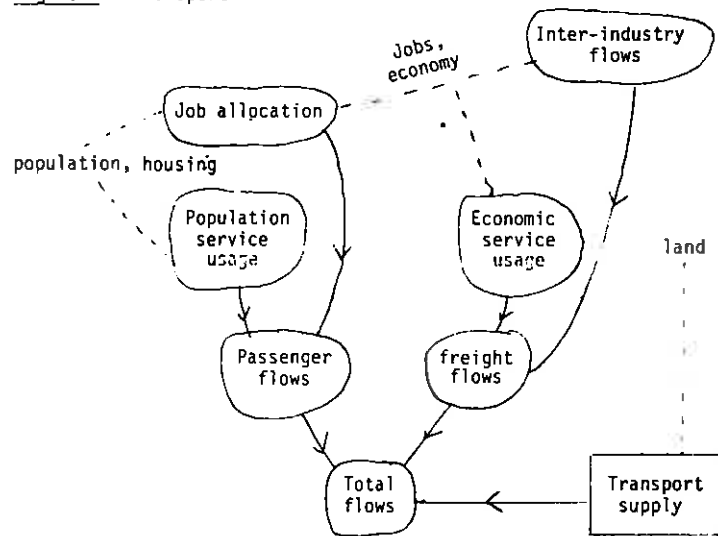 Inter-industry
flows
Jobs,
economy
Job allocation
population, housing
Population
service
usage
Economic
service
usage
land
Passenger
flows
freight
flows
Total
flows
Transport
supply